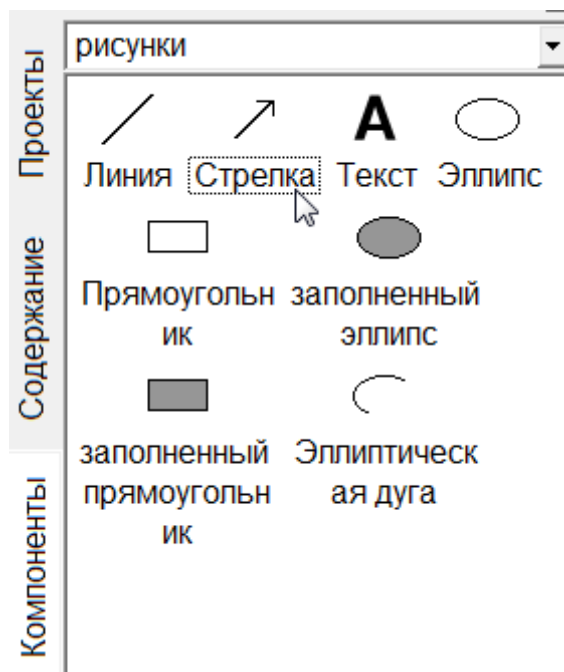 рисунки
Проекты
Содержание
Компоненты
Линия Стрелка Текст Эллипс
Прямоугольн заполненный
ик эллипс
заполненный Эллиптическ
прямоугольн ая дуга
ик